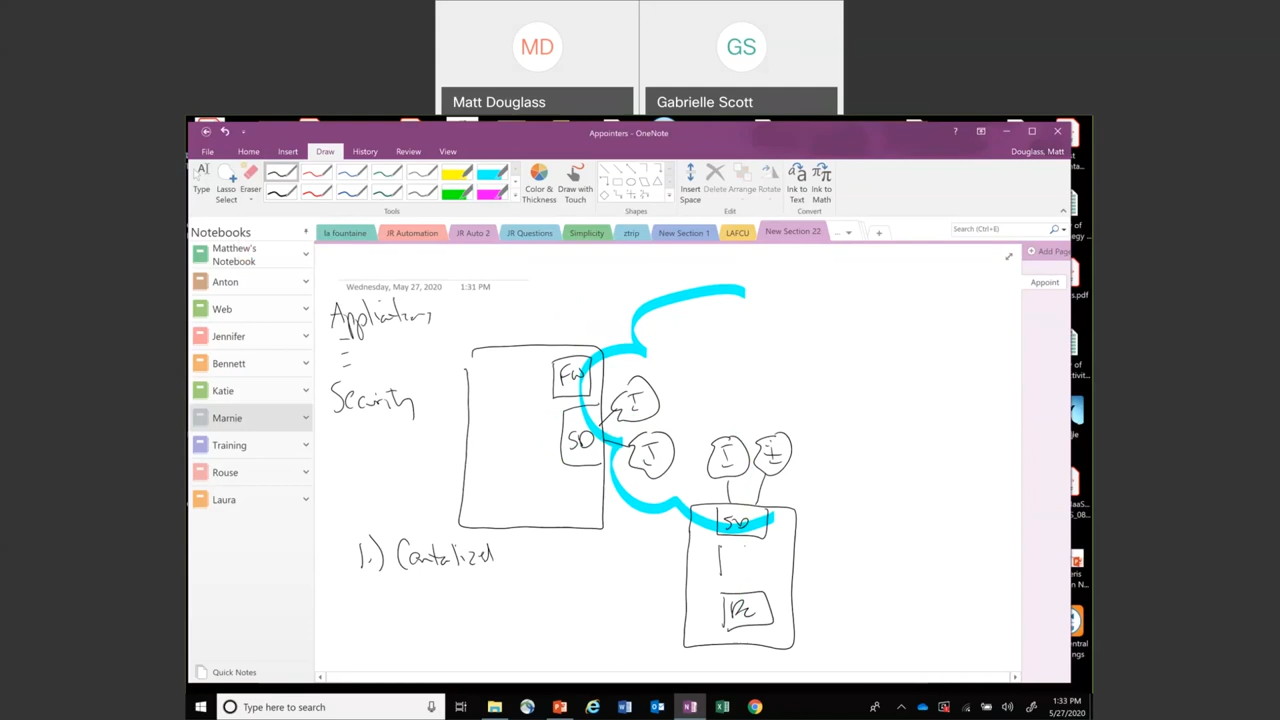 MD
GS
Matt Douglass
Gabrielle Scott
Appointers - OneNote
?
File
Home
Insert
Draw
History
Review
View
Douglass, Matt
Type
Lasso Select
Eraser
Color & Thickness
Draw with Touch
Insert Space
Delete
Arrange
Rotate
Ink to Text
Ink to Math
Tools
Shapes
Edit
Convert
Notebooks
la fountaine
JR Automation
JR Auto 2
JR Questions
Simplicity
ztrip
New Section 1
LAFCU
New Section 22
...
Search (Ctrl+E)
Matthew's Notebook
Anton
Web
Jennifer
Bennett
Katie
Marnie
Training
Rouse
Laura
Quick Notes
Add Page
Appoint
Wednesday, May 27, 2020
1:31 PM
Applications
Security
FW
SD
I
I
I
I
SD
PC
1.) Contalized
Type here to search
1:33 PM
5/27/2020